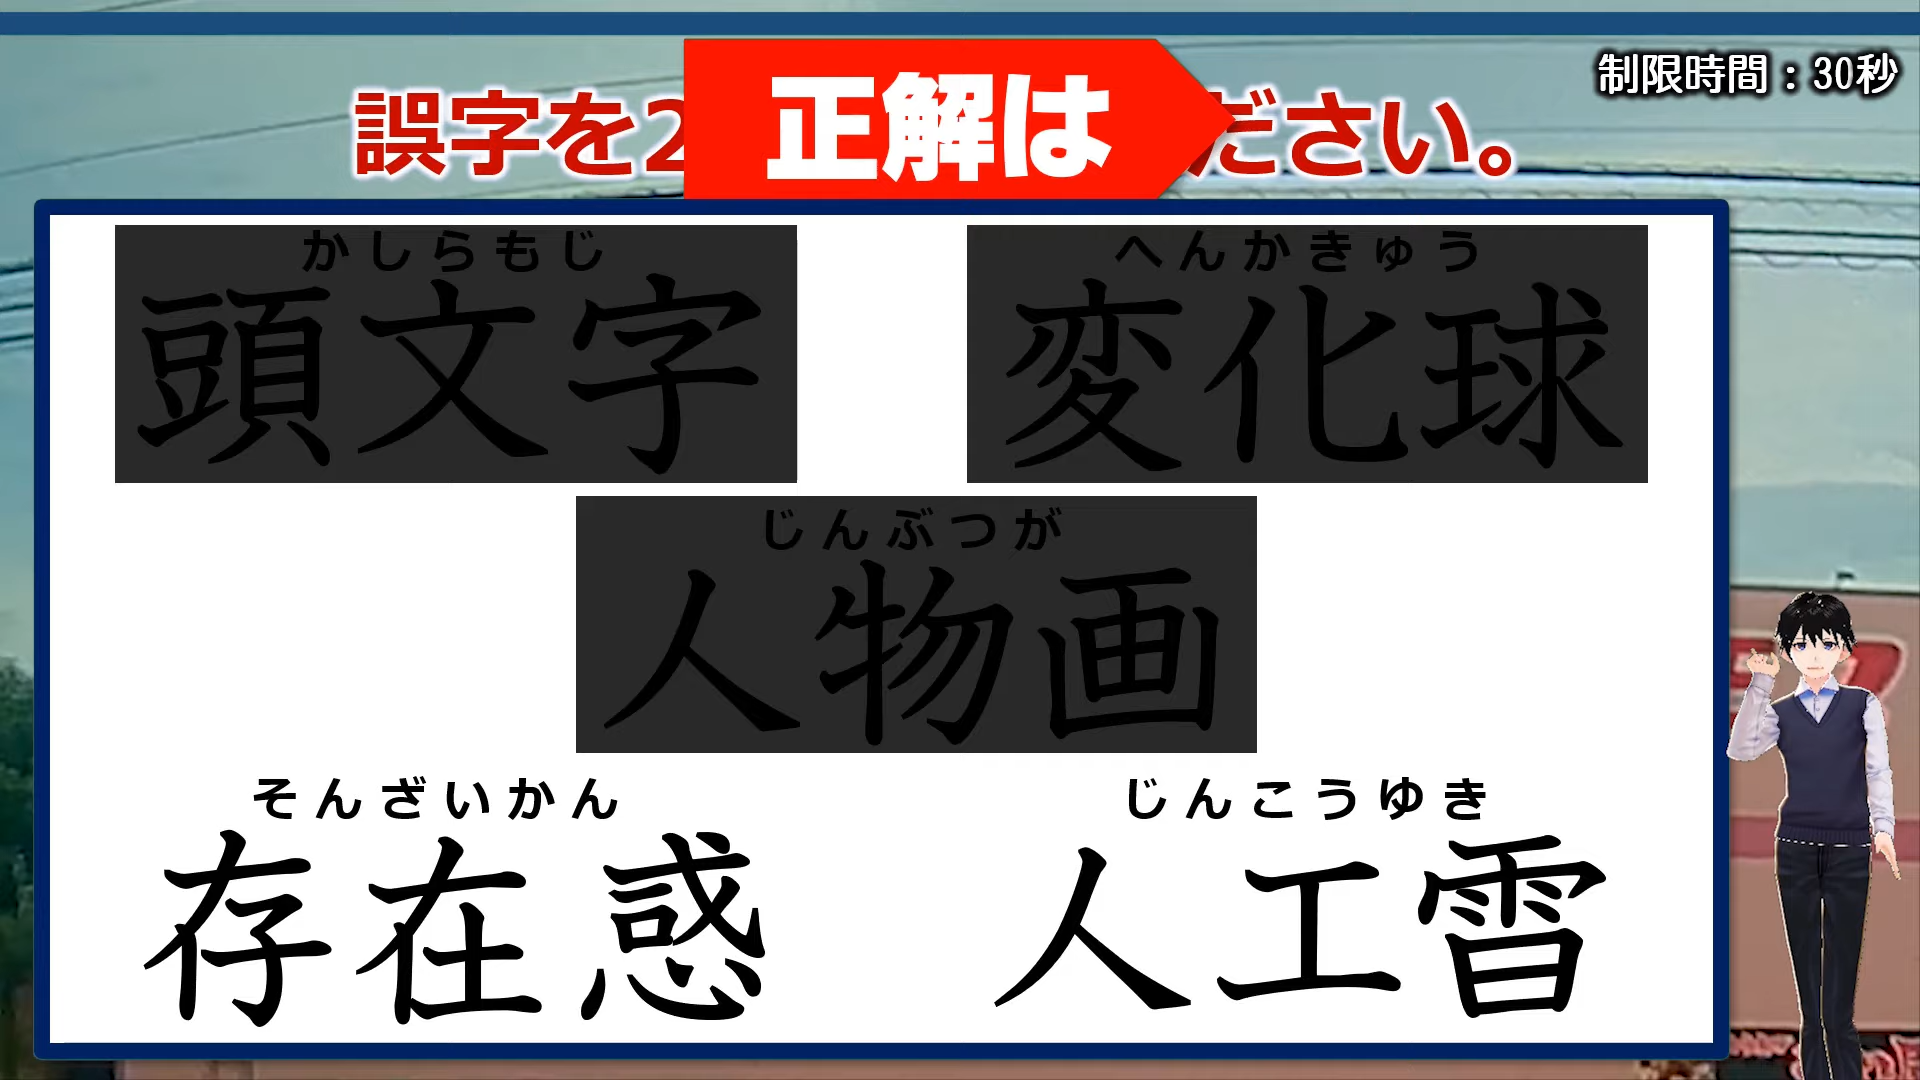 制限時間:30秒
誤字を2 正解は ださい。
かしらもじ
頭文字
へんかきゅう
変化球
じんぶつが
人物画
そんざいかん
存在惑
じんこうゆき
人工雪